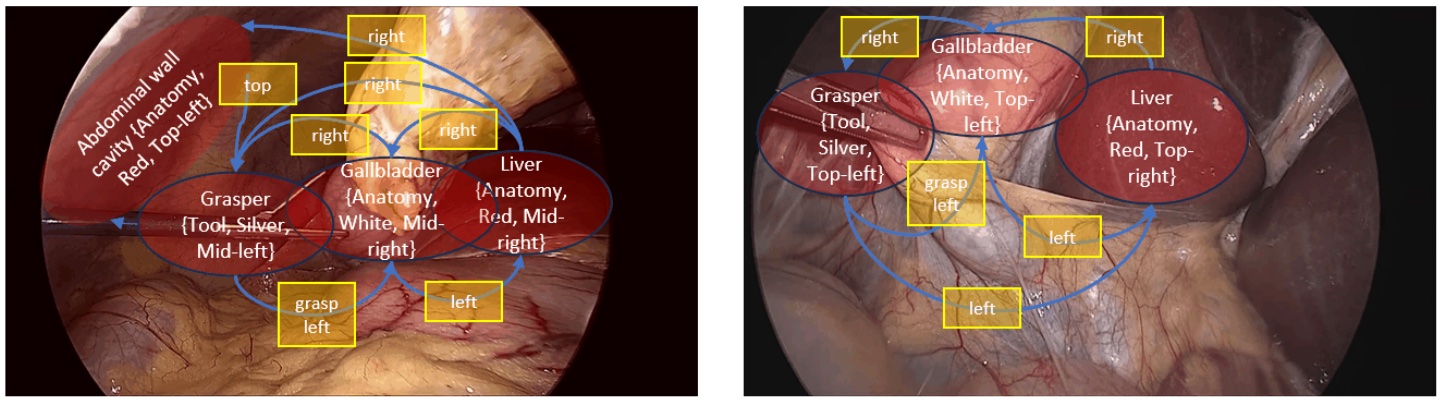 right
Abdominal wall
cavity {Anatomy,
Red, Top-left}
top
right
right
right
Grasper
{Tool, Silver,
Mid-left}
Gallbladder
{Anatomy,
White, Mid-
right}
Liver
{Anatomy,
Red, Mid-
right}
grasp
left
left
right
Gallbladder
{Anatomy,
White, Top-
left}
right
Grasper
{Tool,
Silver,
Top-left}
Liver
{Anatomy,
Red, Top-
right}
grasp
left
left
left